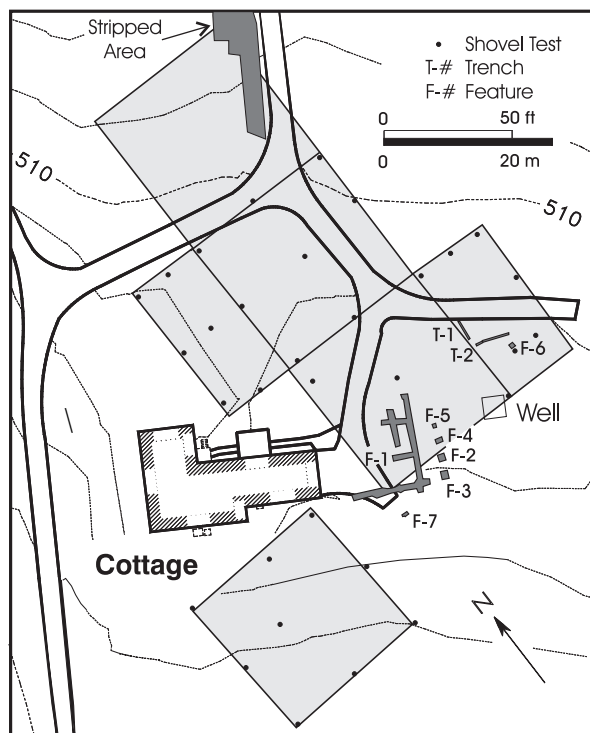 Stripped
Area
Shovel Test
T-# Trench
F-# Feature
0 50 ft
0 20 m
510
510
T-1
T-2
F-6
Well
F-5
F-4
F-1
F-2
F-3
F-7
Cottage
N